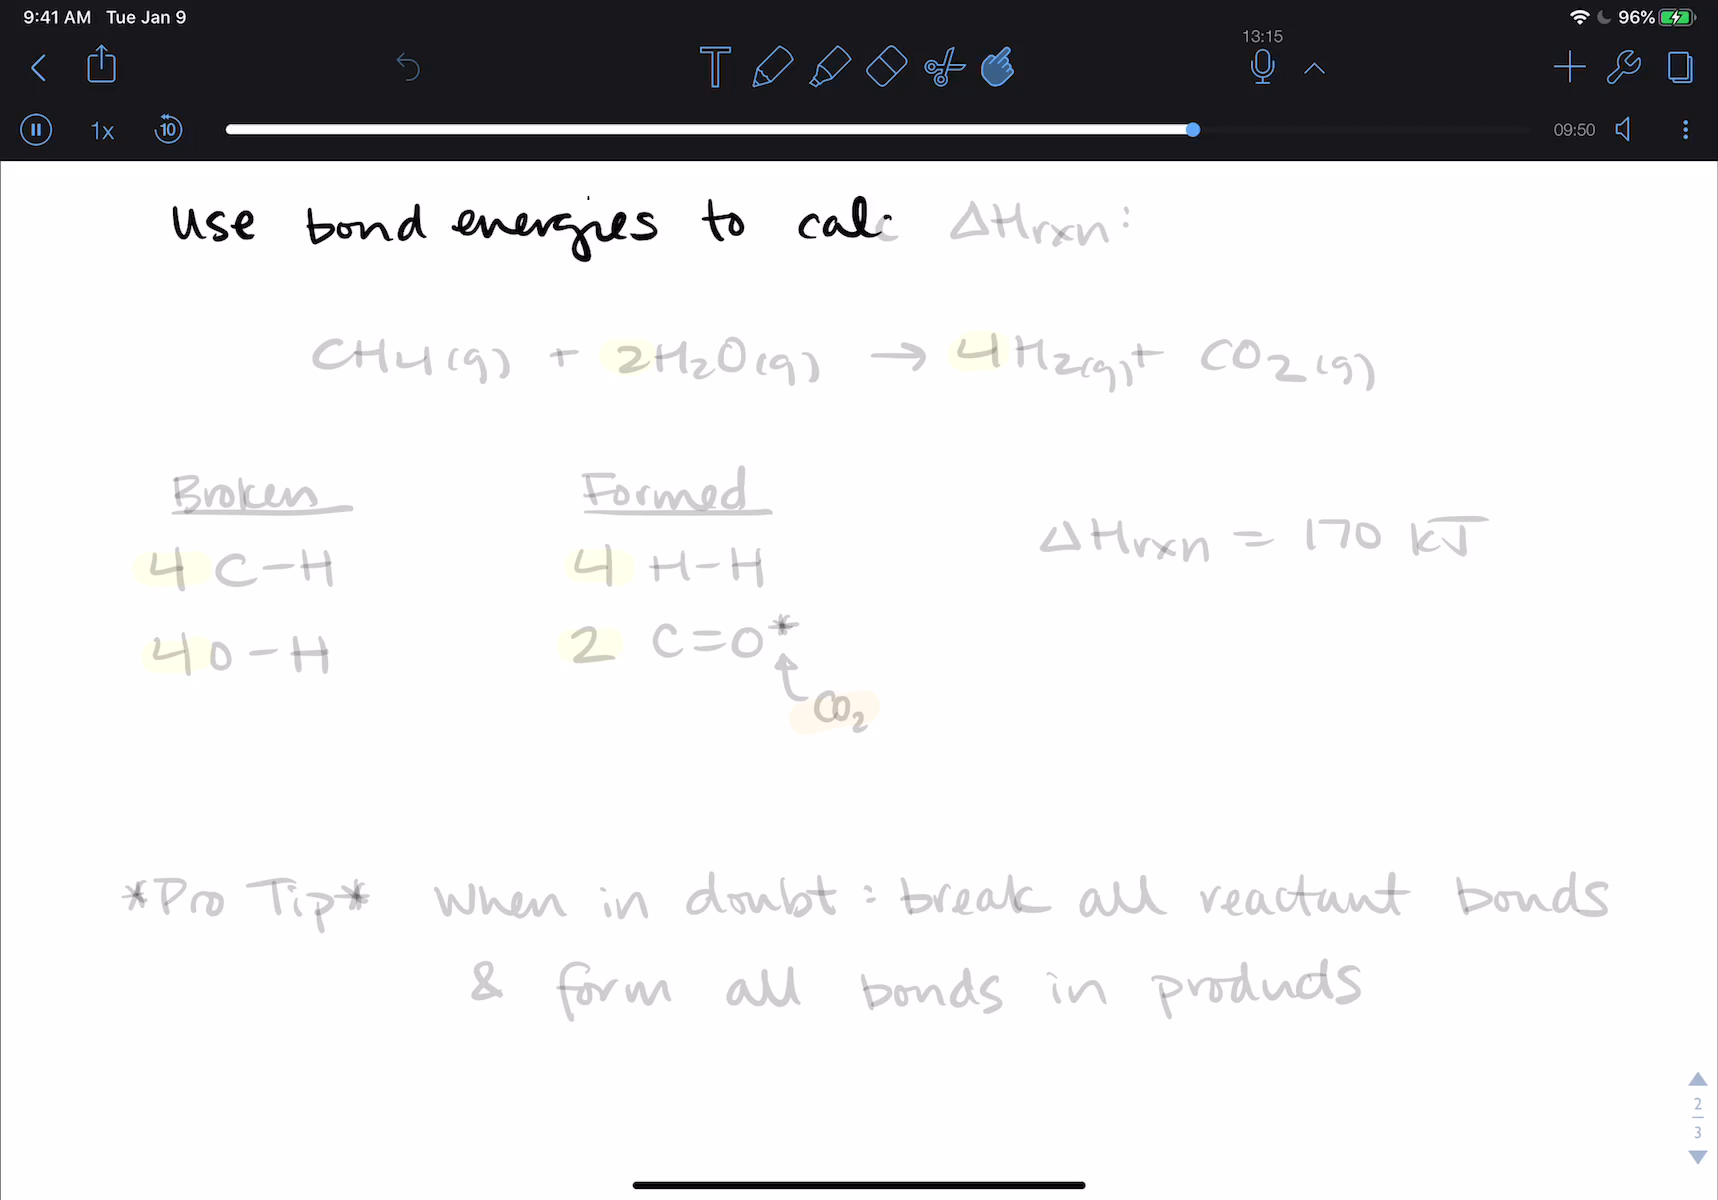 9:41 AM Tue Jan 9
96%
13:15
1x
10
09:50
use bond energies to calc ΔHrxn:
CH4(g) + 2H2O(g) → 4H2(g) + CO2(g)
Broken
Formed
4 C-H
4 H-H
ΔHrxn = 170 kJ
4 O-H
2 C=O*
CO2
*Pro Tip* when in doubt: break all reactant bonds
& form all bonds in products
2
3